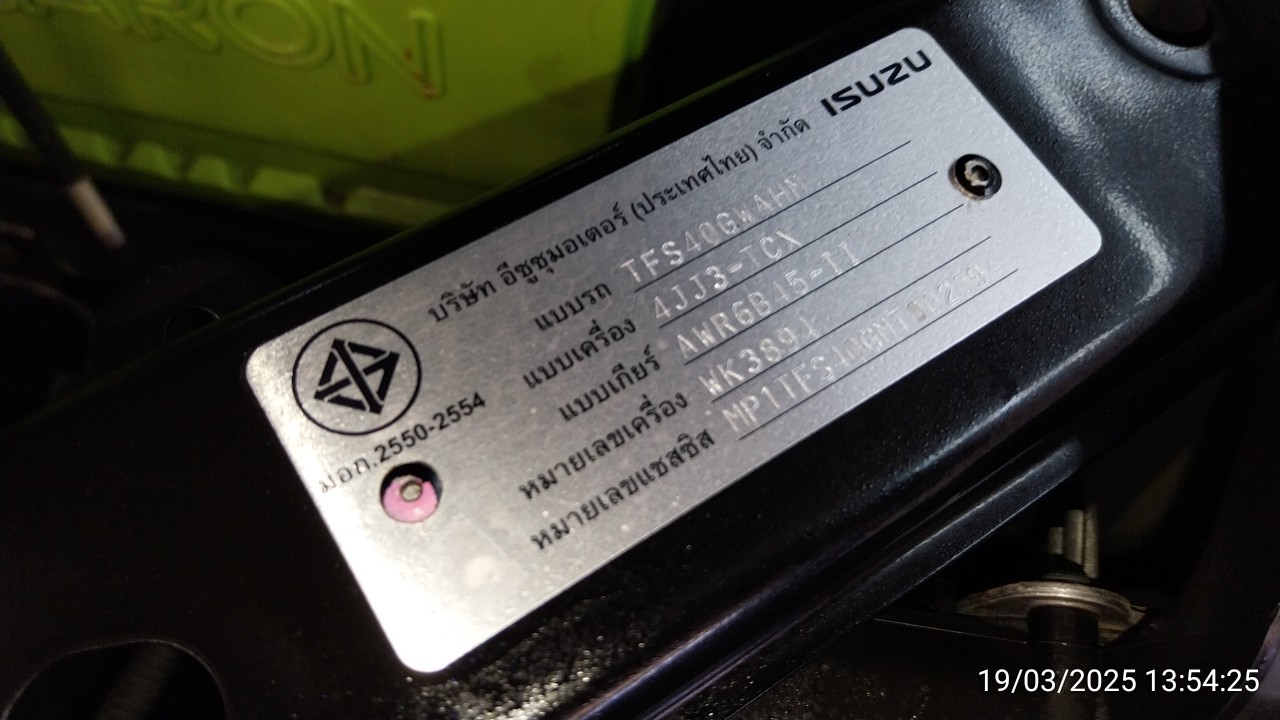 บริษัท อีซูซุมอเตอร์ (ประเทศไทย) จำกัด ISUZU
แบบรถ TFS40GWAHM
แบบเครื่อง 4JJ3-TCX
แบบเกียร์ AWR6B45-II
หมายเลขเครื่อง
หมายเลขแชสซิส
มอก.2550-2554
19/03/2025 13:54:25